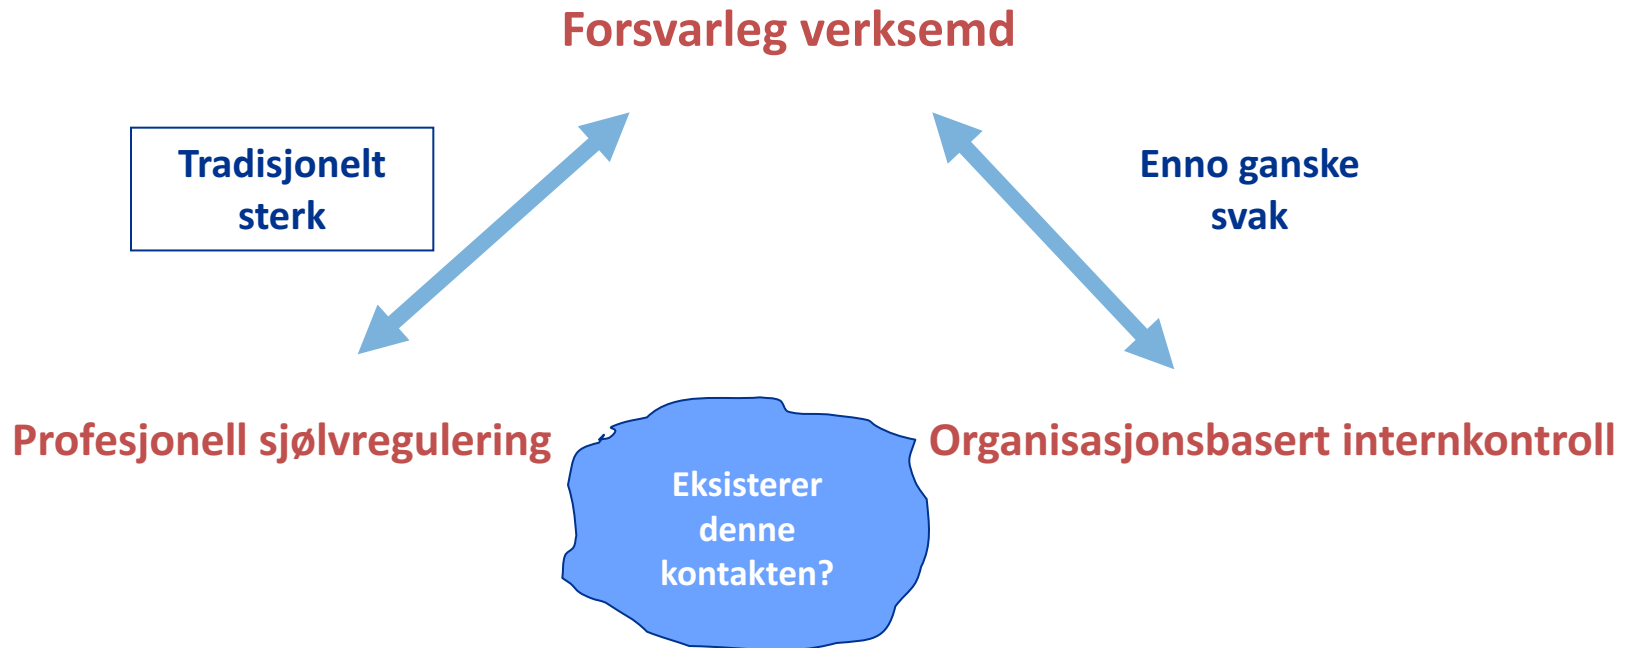 Forsvarleg verksemd
Tradisjonelt
sterk
Enno ganske
svak
Profesjonell sjølvregulering
Organisasjonsbasert internkontroll
Eksisterer
denne
kontakten?